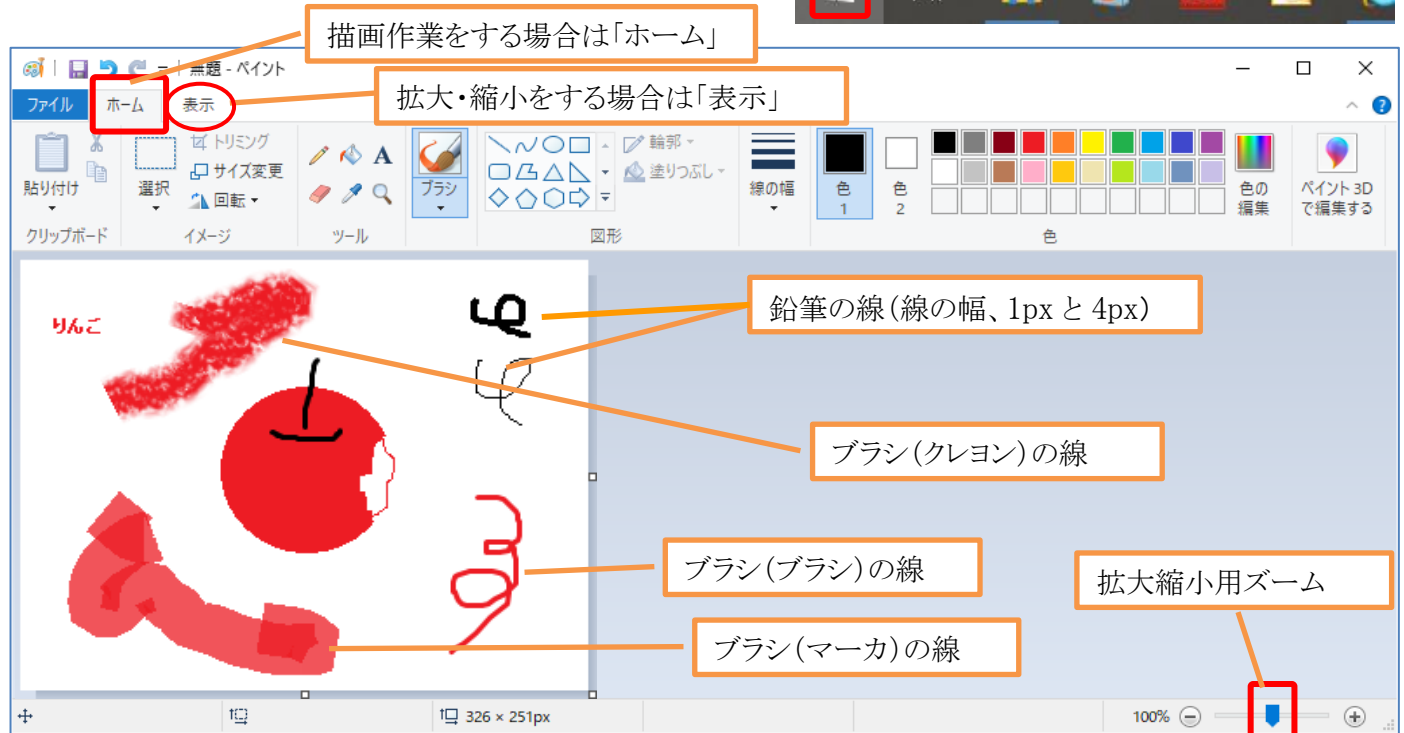 描画作業をする場合は「ホーム」
無題 - ペイント
拡大・縮小をする場合は「表示」
ファイル ホーム 表示
貼り付け
クリップボード
選択
トリミング
サイズ変更
回転
イメージ
A
ツール
ブラシ
輪郭
塗りつぶし
図形
線の幅
色
1
色
2
色の
編集
色
ペイント 3D
で編集する
りんご
鉛筆の線(線の幅、1px と 4px)
ブラシ(クレヨン)の線
ブラシ(ブラシ)の線
拡大縮小用ズーム
ブラシ(マーカ)の線
326 × 251px
100%